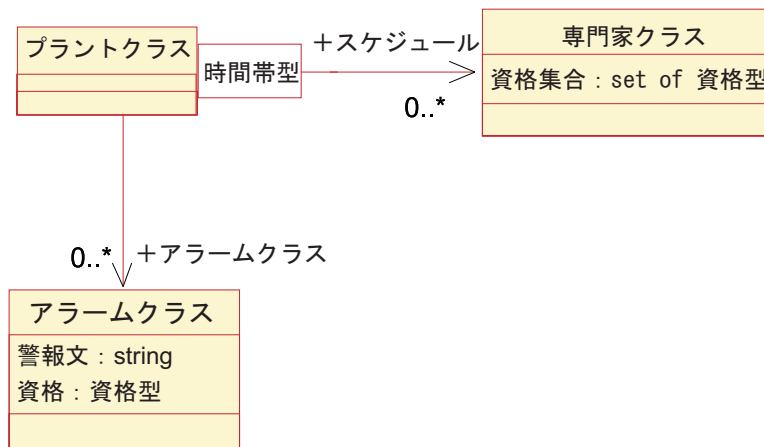 プラントクラス
時間帯型
+スケジュール
0..*
専門家クラス
資格集合：set of 資格型
0..*
+アラームクラス
アラームクラス
警報文：string
資格：資格型